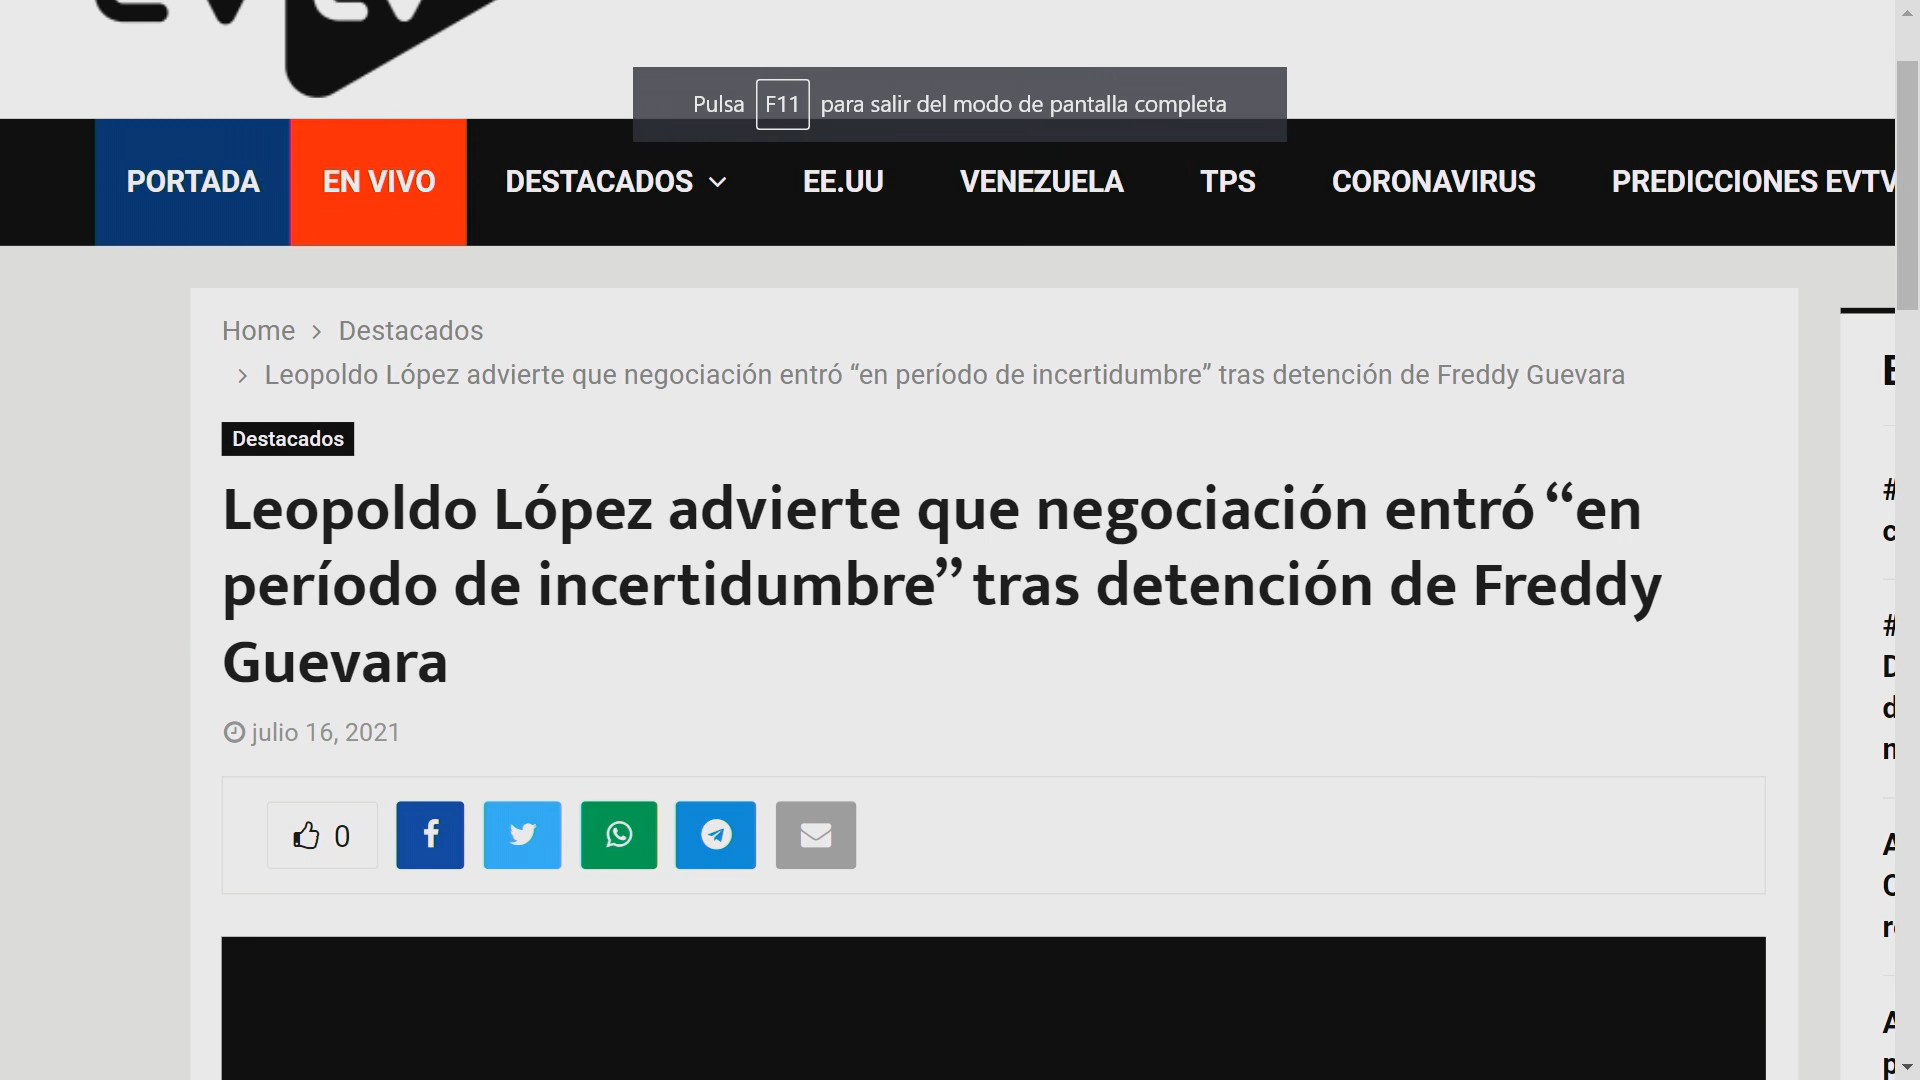 Pulsa F11 para salir del modo de pantalla completa
PORTADA EN VIVO DESTACADOS EE.UU VENEZUELA TPS CORONAVIRUS PREDICCIONES EVTV
Home > Destacados
> Leopoldo López advierte que negociación entró “en período de incertidumbre” tras detención de Freddy Guevara
Destacados
Leopoldo López advierte que negociación entró “en
período de incertidumbre” tras detención de Freddy
Guevara
julio 16, 2021
0